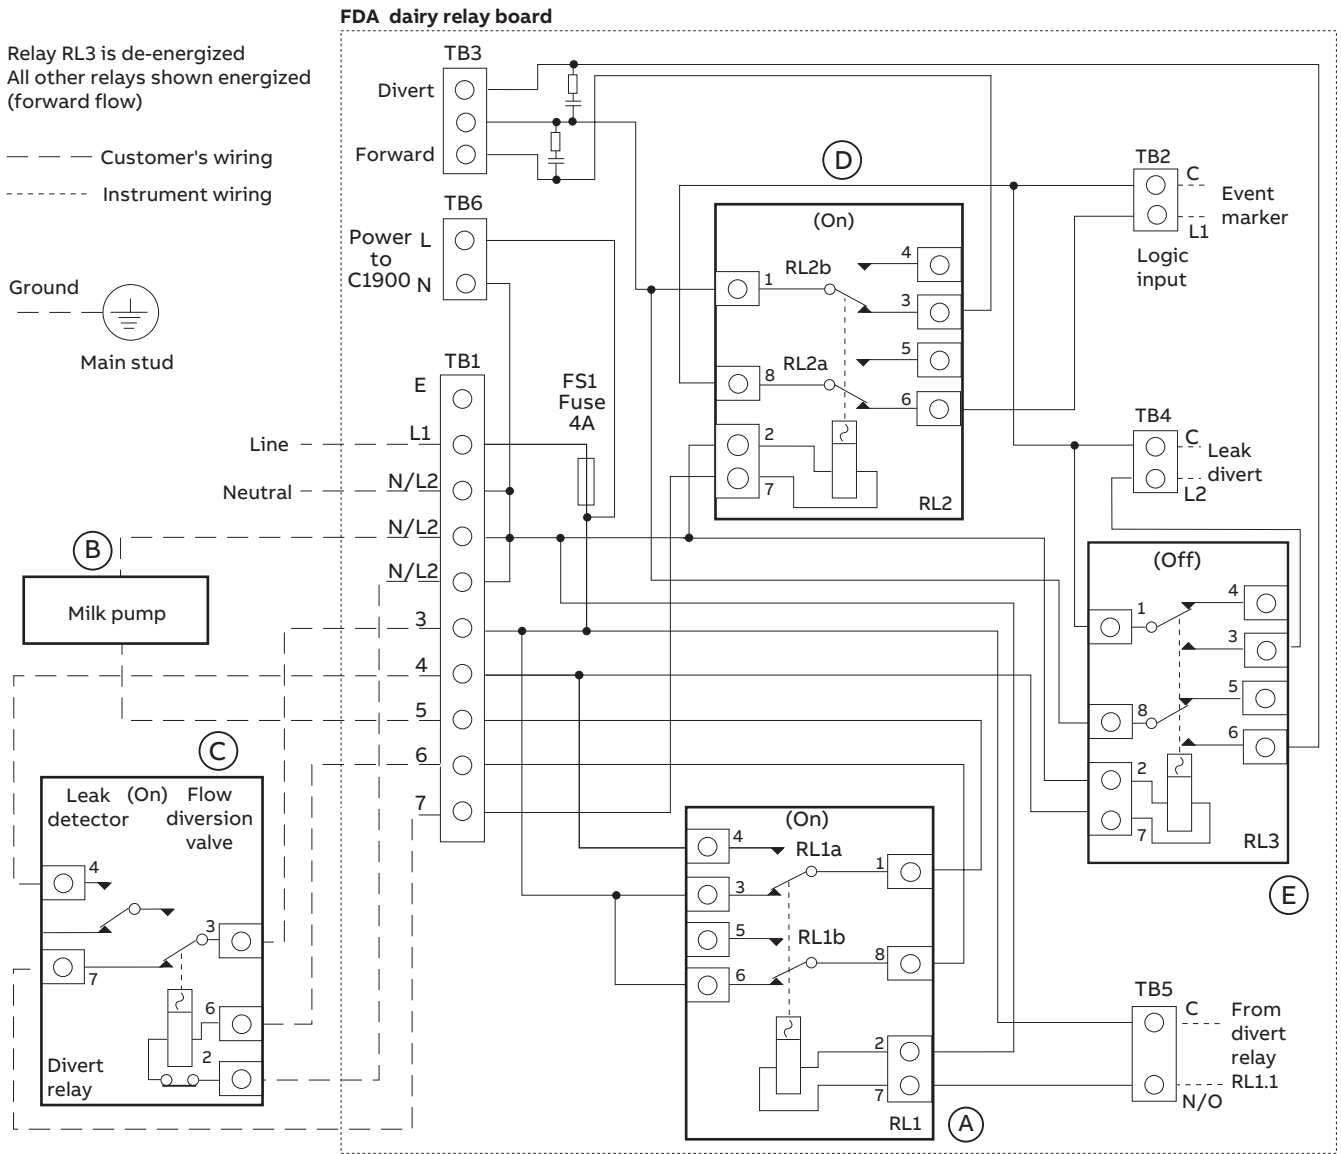 FDA dairy relay board
Relay RL3 is de-energized
All other relays shown energized
(forward flow)
Customer's wiring
Instrument wiring
Ground
Main stud
TB3
Divert
Forward
TB6
Power
to
C1900
L
N
TB1
E
L1
N/L2
N/L2
N/L2
3
4
5
6
7
Line
Neutral
FS1
Fuse
4A
B
Milk pump
C
Leak
detector
(On)
Flow
diversion
valve
4
3
7
6
2
Divert
relay
D
(On)
RL2b
1
4
3
RL2a
8
5
6
2
7
RL2
TB2
C
L1
Event
marker
Logic
input
TB4
C
L2
Leak
divert
(Off)
1
4
3
8
5
6
2
7
RL3
E
(On)
RL1a
4
3
1
RL1b
5
6
8
2
7
RL1
A
TB5
C
N/O
From
divert
relay
RL1.1